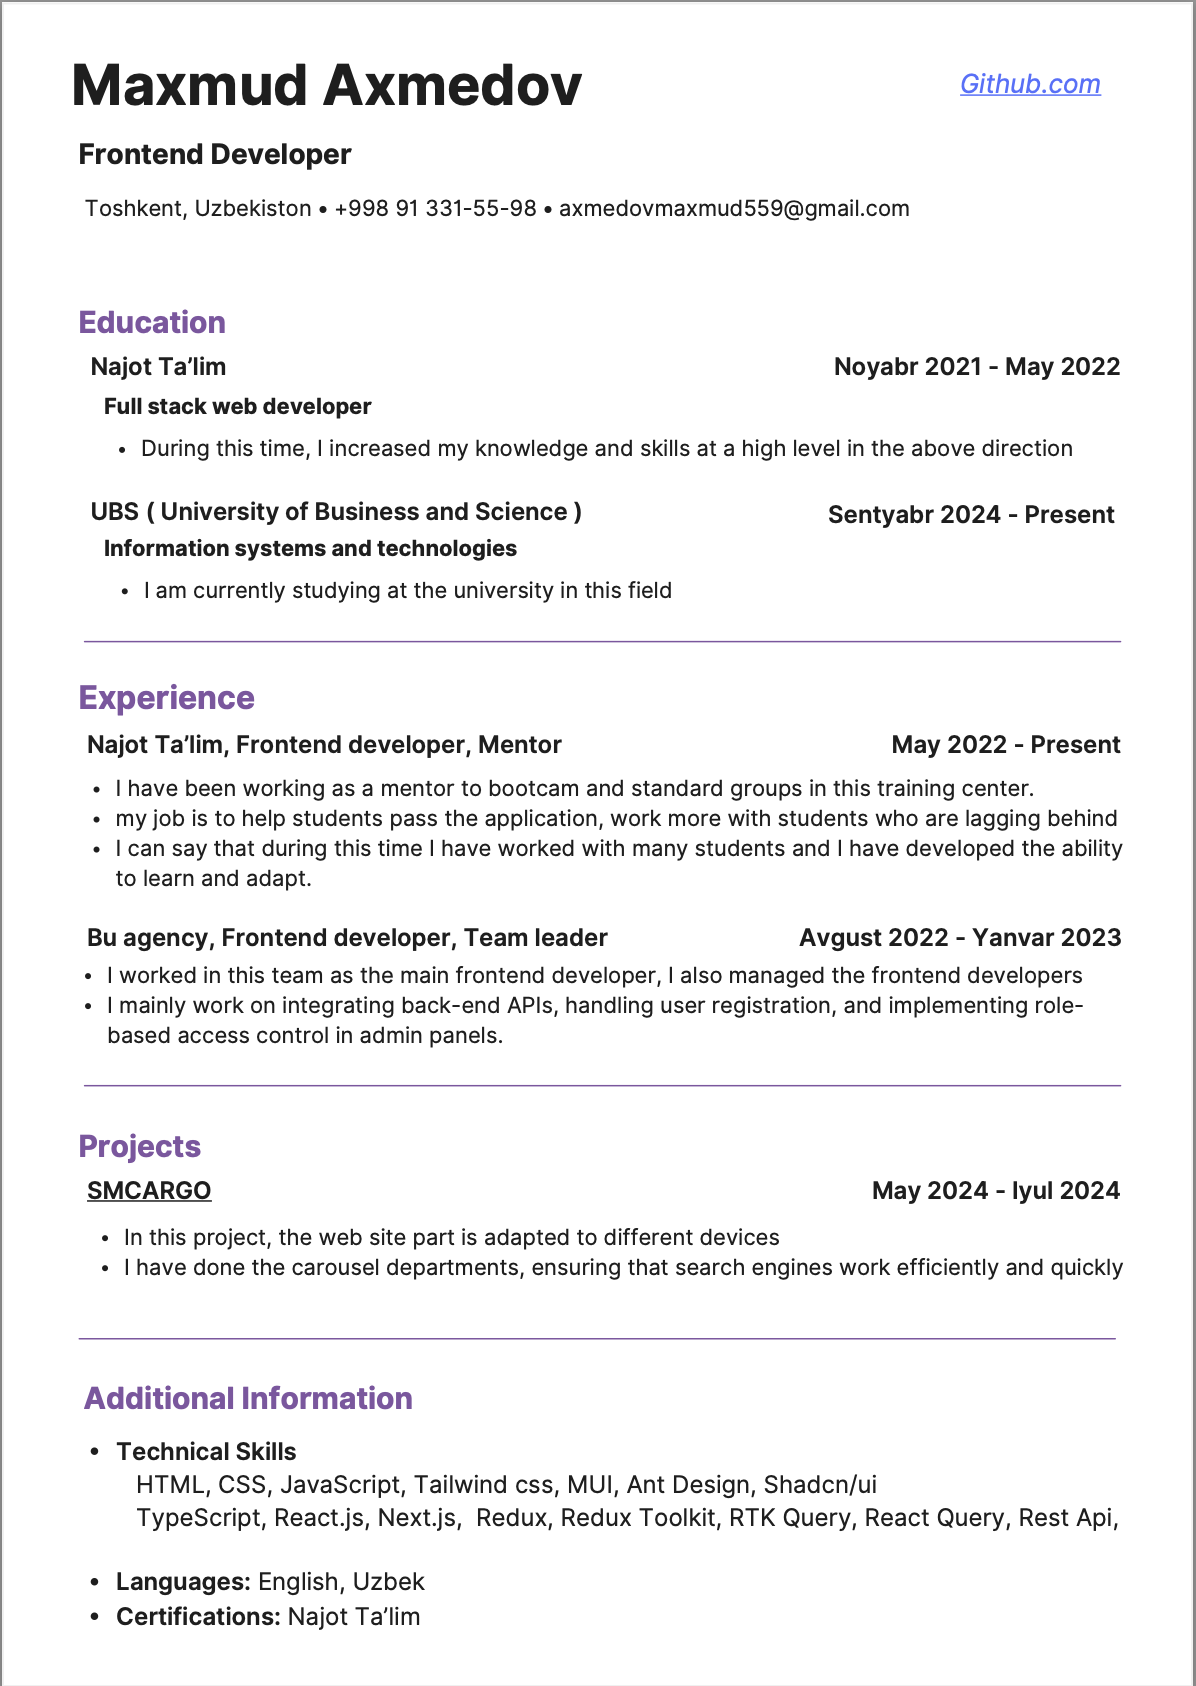 Maxmud Axmedov
Github.com
Frontend Developer
Toshkent, Uzbekiston • +998 91 331-55-98 • axmedovmaxmud559@gmail.com
Education
Najot Ta’lim
Noyabr 2021 - May 2022
Full stack web developer
• During this time, I increased my knowledge and skills at a high level in the above direction
UBS ( University of Business and Science )
Sentyabr 2024 - Present
Information systems and technologies
• I am currently studying at the university in this field
Experience
Najot Ta’lim, Frontend developer, Mentor
May 2022 - Present
• I have been working as a mentor to bootcam and standard groups in this training center.
• my job is to help students pass the application, work more with students who are lagging behind
• I can say that during this time I have worked with many students and I have developed the ability
to learn and adapt.
Bu agency, Frontend developer, Team leader
Avgust 2022 - Yanvar 2023
• I worked in this team as the main frontend developer, I also managed the frontend developers
• I mainly work on integrating back-end APIs, handling user registration, and implementing role-
based access control in admin panels.
Projects
SMCARGO
May 2024 - Iyul 2024
• In this project, the web site part is adapted to different devices
• I have done the carousel departments, ensuring that search engines work efficiently and quickly
Additional Information
• Technical Skills
HTML, CSS, JavaScript, Tailwind css, MUI, Ant Design, Shadcn/ui
TypeScript, React.js, Next.js,  Redux, Redux Toolkit, RTK Query, React Query, Rest Api,
• Languages: English, Uzbek
• Certifications: Najot Ta’lim